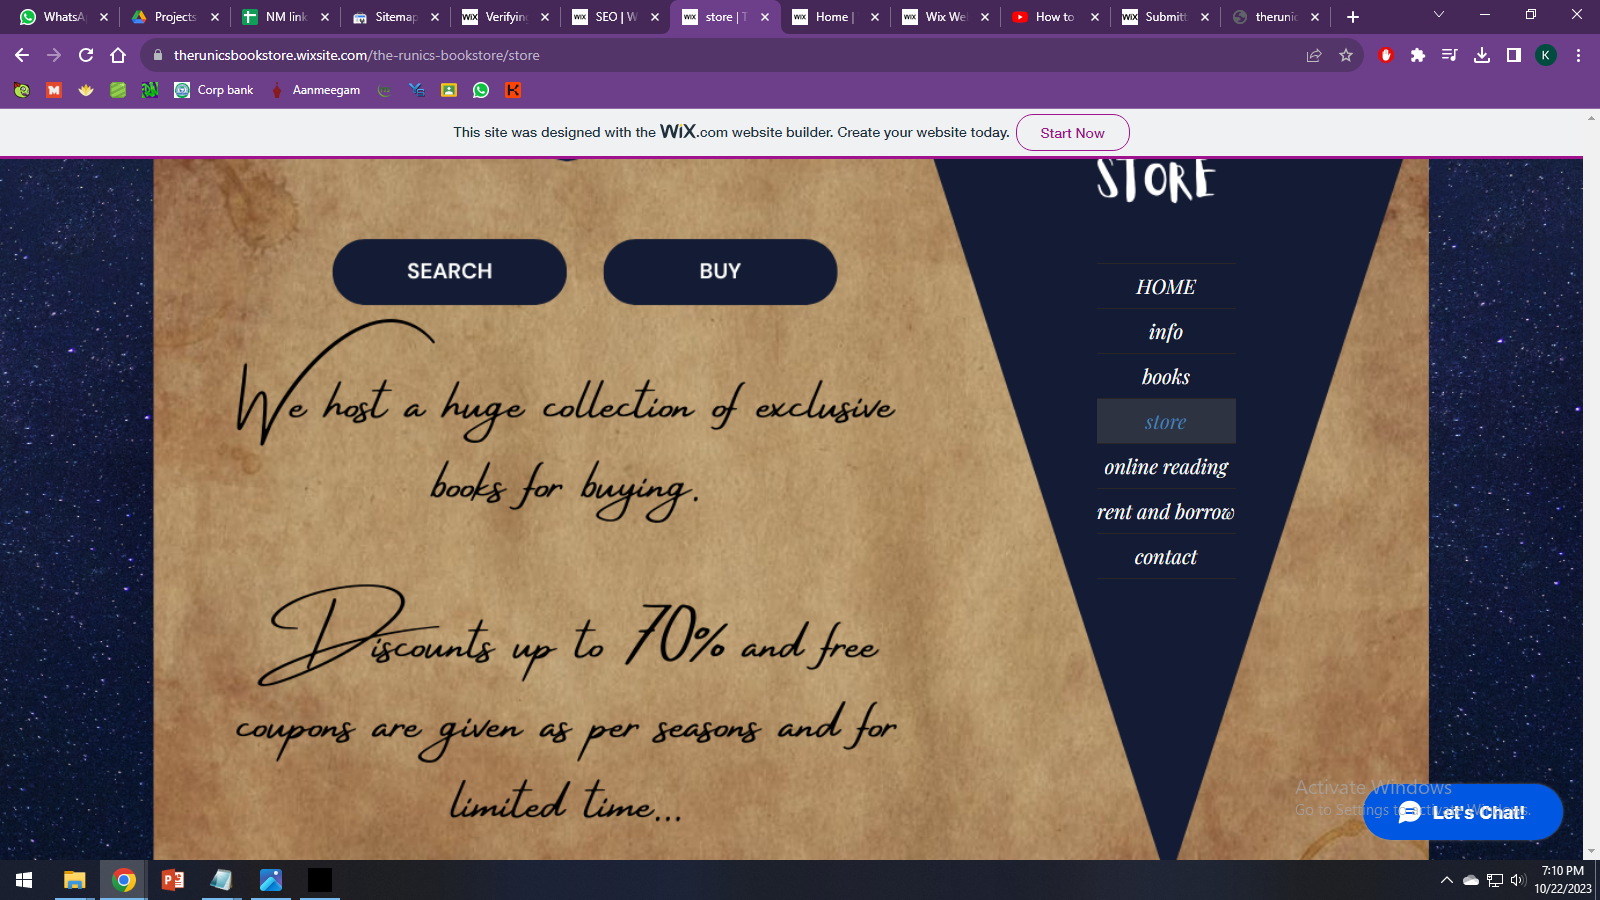 WhatsA
Projects
NM link
Sitemap
Verifyin
SEO | W
store | T
Home |
Wix Wel
How to
Submitt
therunic
therunicsbookstore.wixsite.com/the-runics-bookstore/store
K
Corp bank
Aanmeegam
This site was designed with the WiX.com website builder. Create your website today.
Start Now
STORE
SEARCH
BUY
We host a huge collection of exclusive
books for buying.
Discounts up to 70% and free
coupons are given as per seasons and for
limited time...
HOME
info
books
store
online reading
rent and borrow
contact
Activate Windows
Go to Settings to activate Windows.
Let's Chat!
7:10 PM
10/22/2023